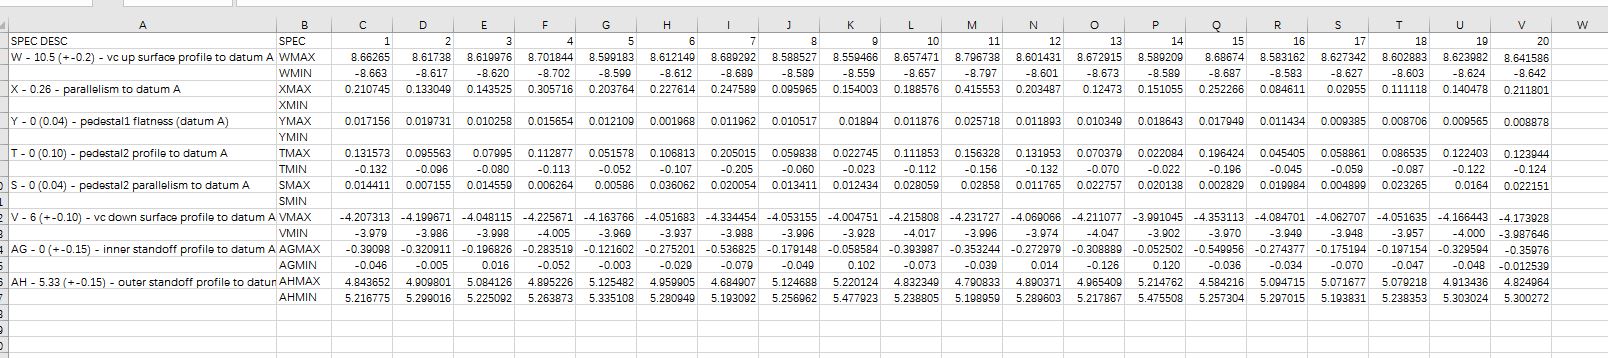 A B C D E F G H I J K L M N O P Q R S T U V W
SPEC DESC SPEC 1 2 3 4 5 6 7 8 9 10 11 12 13 14 15 16 17 18 19 20
W - 10.5 (+-0.2) - vc up surface profile to datum A WMAX 8.66265 8.61738 8.619976 8.701844 8.599183 8.612149 8.689292 8.588527 8.559466 8.657471 8.796738 8.601431 8.672915 8.589209 8.68674 8.583162 8.627342 8.602883 8.623982 8.641586
WMIN -8.663 -8.617 -8.620 -8.702 -8.599 -8.612 -8.689 -8.589 -8.559 -8.657 -8.797 -8.601 -8.673 -8.589 -8.687 -8.583 -8.627 -8.603 -8.624 -8.642
X - 0.26 - parallelism to datum A XMAX 0.210745 0.133049 0.143525 0.305716 0.203764 0.227614 0.247589 0.095965 0.154003 0.188576 0.415553 0.203487 0.12473 0.151055 0.252266 0.084611 0.02955 0.111118 0.140478 0.211801
XMIN
Y - 0 (0.04) - pedestal1 flatness (datum A) YMAX 0.017156 0.019731 0.010258 0.015654 0.012109 0.001968 0.011962 0.010517 0.01894 0.011876 0.025718 0.011893 0.010349 0.018643 0.017949 0.011434 0.009385 0.008706 0.009565 0.008878
YMIN
T - 0 (0.10) - pedestal2 profile to datum A TMAX 0.131573 0.095563 0.07995 0.112877 0.051578 0.106813 0.205015 0.059838 0.022745 0.111853 0.156328 0.131953 0.070379 0.022084 0.196424 0.045405 0.058861 0.086535 0.122403 0.123944
TMIN -0.132 -0.096 -0.080 -0.113 -0.052 -0.107 -0.205 -0.060 -0.023 -0.112 -0.156 -0.132 -0.070 -0.022 -0.196 -0.045 -0.059 -0.087 -0.122 -0.124
S - 0 (0.04) - pedestal2 parallelism to datum A SMAX 0.014411 0.007155 0.014559 0.006264 0.00586 0.036062 0.020054 0.013411 0.012434 0.028059 0.02858 0.011765 0.022757 0.020138 0.002829 0.019984 0.004899 0.023265 0.0164 0.022151
SMIN
V - 6 (+-0.10) - vc down surface profile to datum A VMAX -4.207313 -4.199671 -4.048115 -4.225671 -4.163766 -4.051683 -4.334454 -4.053155 -4.004751 -4.215808 -4.231727 -4.069066 -4.211077 -3.991045 -4.353113 -4.084701 -4.062707 -4.051635 -4.166443 -4.173928
VMIN -3.979 -3.986 -3.998 -4.005 -3.969 -3.937 -3.988 -3.996 -3.928 -4.017 -3.996 -3.974 -4.047 -3.902 -3.970 -3.949 -3.948 -3.957 -4.000 -3.987646
AG - 0 (+-0.15) - inner standoff profile to datum A AGMAX -0.39098 -0.320911 -0.196826 -0.283519 -0.121602 -0.275201 -0.536825 -0.179148 -0.058584 -0.393987 -0.353244 -0.272979 -0.308889 -0.052502 -0.549956 -0.274377 -0.175194 -0.197154 -0.329594 -0.35976
AGMIN -0.046 -0.005 0.016 -0.052 -0.003 -0.029 -0.079 -0.049 0.102 -0.073 -0.039 0.014 -0.126 0.120 -0.036 -0.034 -0.070 -0.047 -0.048 -0.012539
AH - 5.33 (+-0.15) - outer standoff profile to datum AHMAX 4.843652 4.909801 5.084126 4.895226 5.125482 4.959905 4.684907 5.124688 5.220124 4.832349 4.790833 4.890371 4.965409 5.214762 4.584216 5.094715 5.071677 5.079218 4.913436 4.824964
AHMIN 5.216775 5.299016 5.225092 5.263873 5.335108 5.280949 5.193092 5.256962 5.477923 5.238805 5.198959 5.289603 5.217867 5.475508 5.257304 5.297015 5.193831 5.238353 5.303024 5.300272